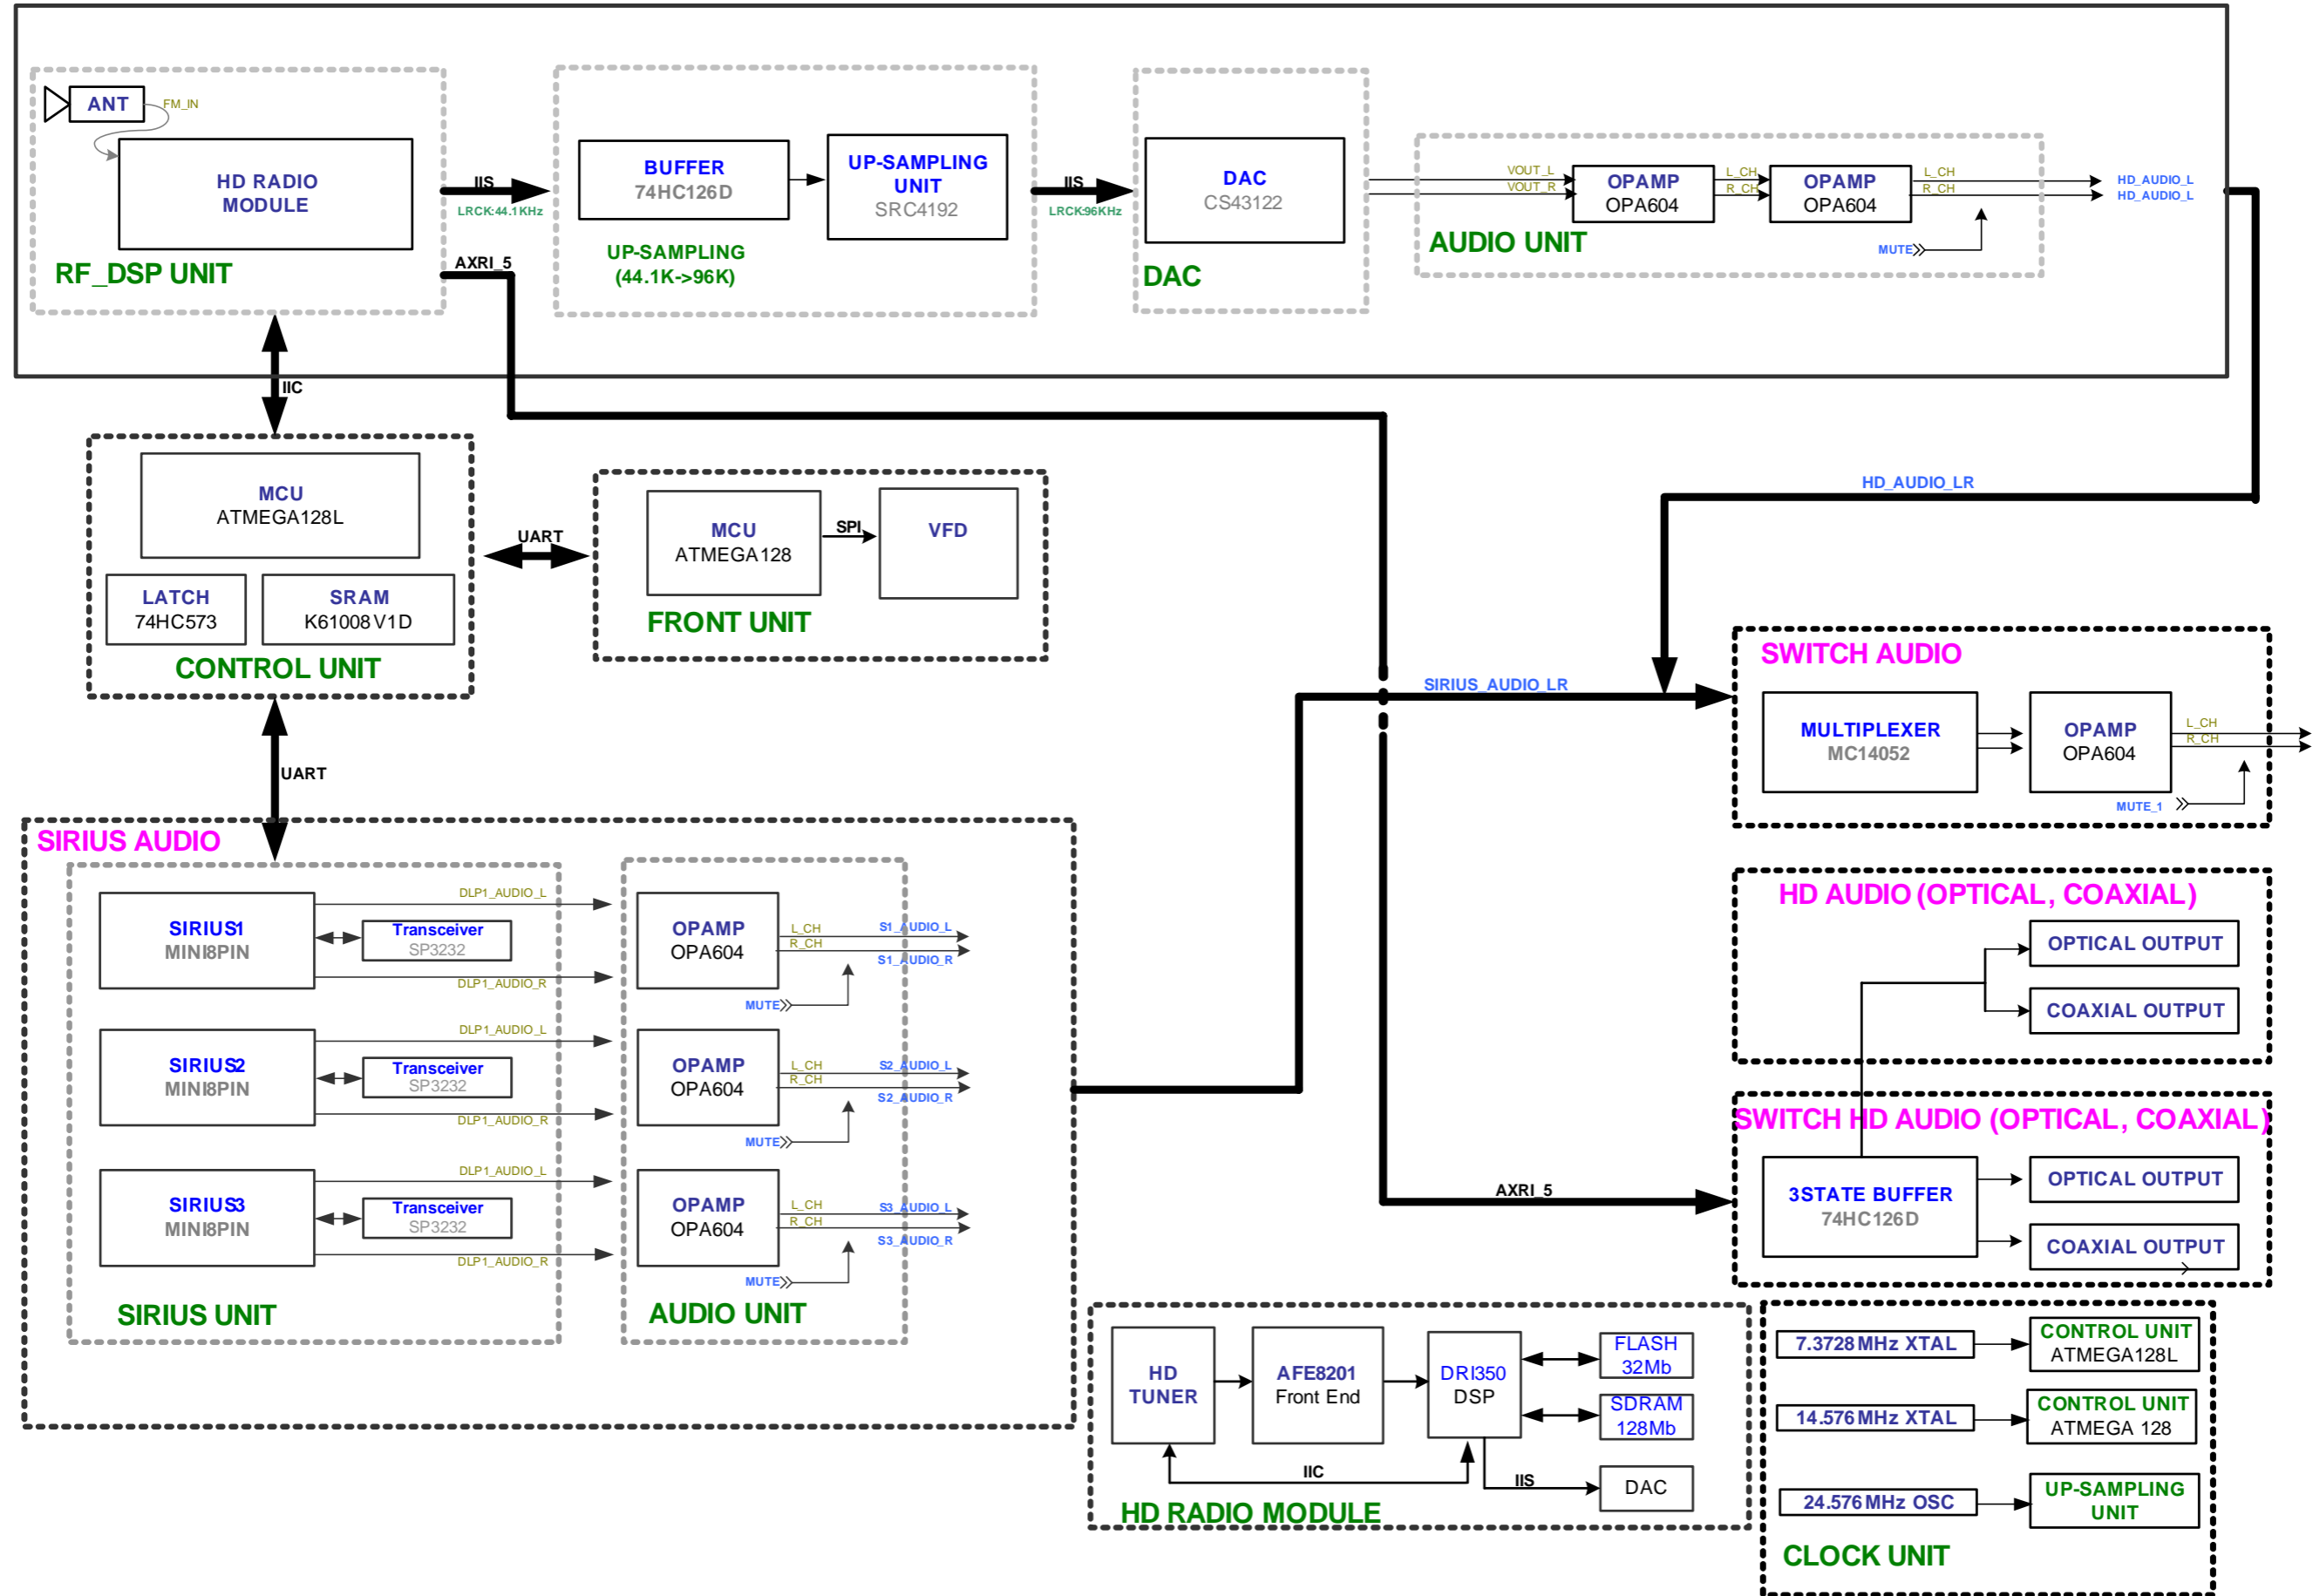 ANT
FM_IN
HD RADIO
MODULE
RF_DSP UNIT
IIS
LRCK:44.1KHz
AXRI_5
BUFFER
74HC126D
UP-SAMPLING
UNIT
SRC4192
UP-SAMPLING
(44.1K->96K)
IIS
LRCK:96KHz
DAC
CS43122
DAC
VOUT_L
VOUT_R
OPAMP
OPA604
L_CH
R_CH
OPAMP
OPA604
L_CH
R_CH
MUTE
AUDIO UNIT
HD_AUDIO_L
HD_AUDIO_L
IIC
MCU
ATMEGA128L
LATCH
74HC573
SRAM
K61008V1D
CONTROL UNIT
UART
MCU
ATMEGA128
SPI
VFD
FRONT UNIT
HD_AUDIO_LR
SIRIUS_AUDIO_LR
SWITCH AUDIO
MULTIPLEXER
MC14052
OPAMP
OPA604
L_CH
R_CH
MUTE_1
UART
SIRIUS AUDIO
SIRIUS1
MINI8PIN
DLP1_AUDIO_L
Transceiver
SP3232
DLP1_AUDIO_R
OPAMP
OPA604
L_CH
R_CH
S1_AUDIO_L
S1_AUDIO_R
MUTE
SIRIUS2
MINI8PIN
DLP1_AUDIO_L
Transceiver
SP3232
DLP1_AUDIO_R
OPAMP
OPA604
L_CH
R_CH
S2_AUDIO_L
S2_AUDIO_R
MUTE
SIRIUS3
MINI8PIN
DLP1_AUDIO_L
Transceiver
SP3232
DLP1_AUDIO_R
OPAMP
OPA604
L_CH
R_CH
S3_AUDIO_L
S3_AUDIO_R
MUTE
SIRIUS UNIT
AUDIO UNIT
HD AUDIO (OPTICAL, COAXIAL)
OPTICAL OUTPUT
COAXIAL OUTPUT
SWITCH HD AUDIO (OPTICAL, COAXIAL)
AXRI_5
3STATE BUFFER
74HC126D
OPTICAL OUTPUT
COAXIAL OUTPUT
HD
TUNER
AFE8201
Front End
DRI350
DSP
FLASH
32Mb
SDRAM
128Mb
IIC
IIS
DAC
HD RADIO MODULE
7.3728MHz XTAL
CONTROL UNIT
ATMEGA128L
14.576MHz XTAL
CONTROL UNIT
ATMEGA 128
24.576MHz OSC
UP-SAMPLING
UNIT
CLOCK UNIT